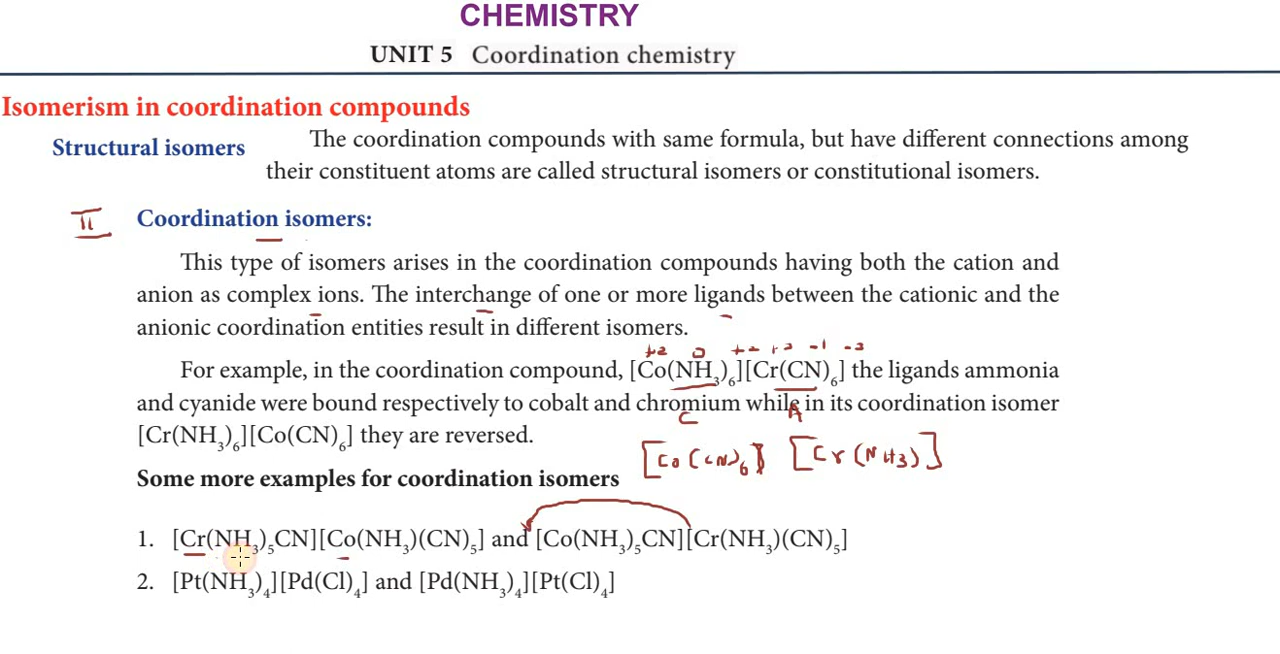 CHEMISTRY
UNIT 5 Coordination chemistry
Isomerism in coordination compounds
Structural isomers The coordination compounds with same formula, but have different connections among
their constituent atoms are called structural isomers or constitutional isomers.
II Coordination isomers:
This type of isomers arises in the coordination compounds having both the cation and
anion as complex ions. The interchange of one or more ligands between the cationic and the
anionic coordination entities result in different isomers.
+2 0 +2 +3 -1 -3
For example, in the coordination compound, [Co(NH₃)₆][Cr(CN)₆] the ligands ammonia
and cyanide were bound respectively to cobalt and chromium while in its coordination isomer
C A
[Cr(NH₃)₆][Co(CN)₆] they are reversed.
[Co(CN)₆] [Cr(NH3)]
Some more examples for coordination isomers
1. [Cr(NH₃)₅CN][Co(NH₃)(CN)₅] and [Co(NH₃)₅CN][Cr(NH₃)(CN)₅]
2. [Pt(NH₃)₄][Pd(Cl)₄] and [Pd(NH₃)₄][Pt(Cl)₄]